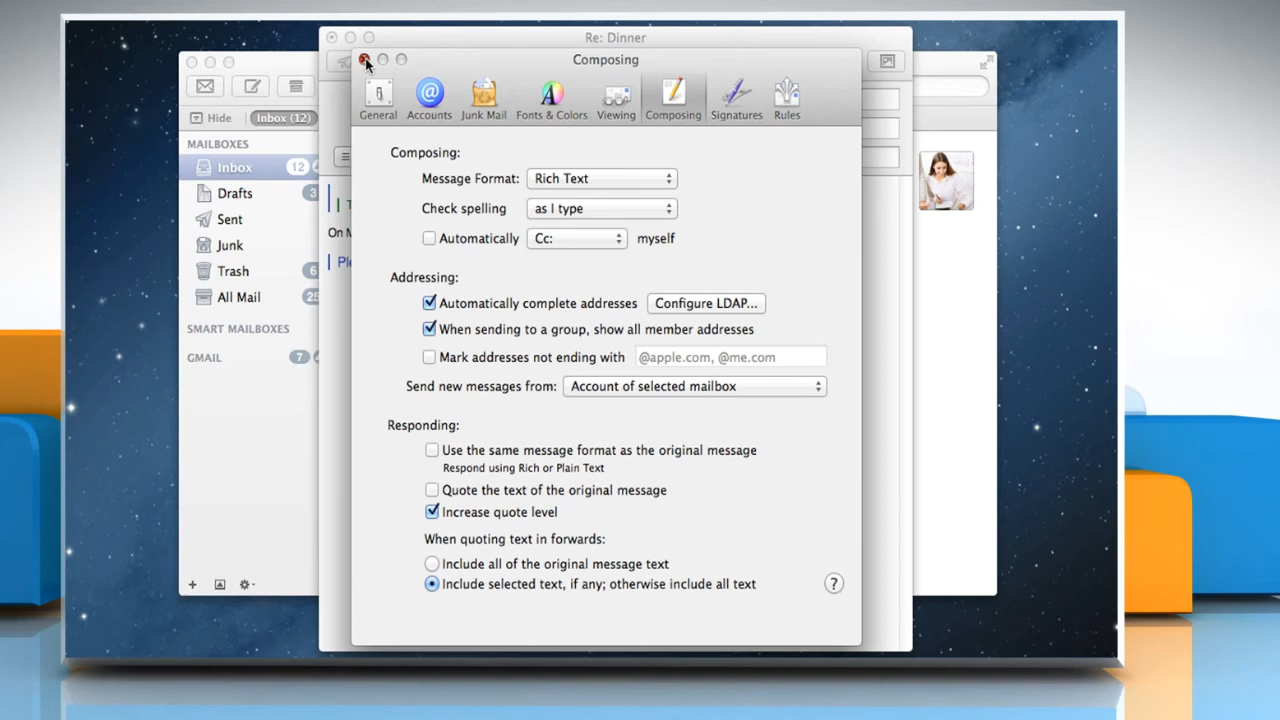 Re: Dinner
Composing
General Accounts Junk Mail Fonts & Colors Viewing Composing Signatures Rules
Hide Inbox (12)
MAILBOXES
Inbox 12
Drafts 3
Sent
Junk
Trash 6
All Mail 25
SMART MAILBOXES
GMAIL 7
On M
Composing:
Message Format: Rich Text
Check spelling as I type
Automatically Cc: myself
Addressing:
Automatically complete addresses Configure LDAP...
When sending to a group, show all member addresses
Mark addresses not ending with @apple.com, @me.com
Send new messages from: Account of selected mailbox
Responding:
Use the same message format as the original message
Respond using Rich or Plain Text
Quote the text of the original message
Increase quote level
When quoting text in forwards:
Include all of the original message text
Include selected text, if any; otherwise include all text
?